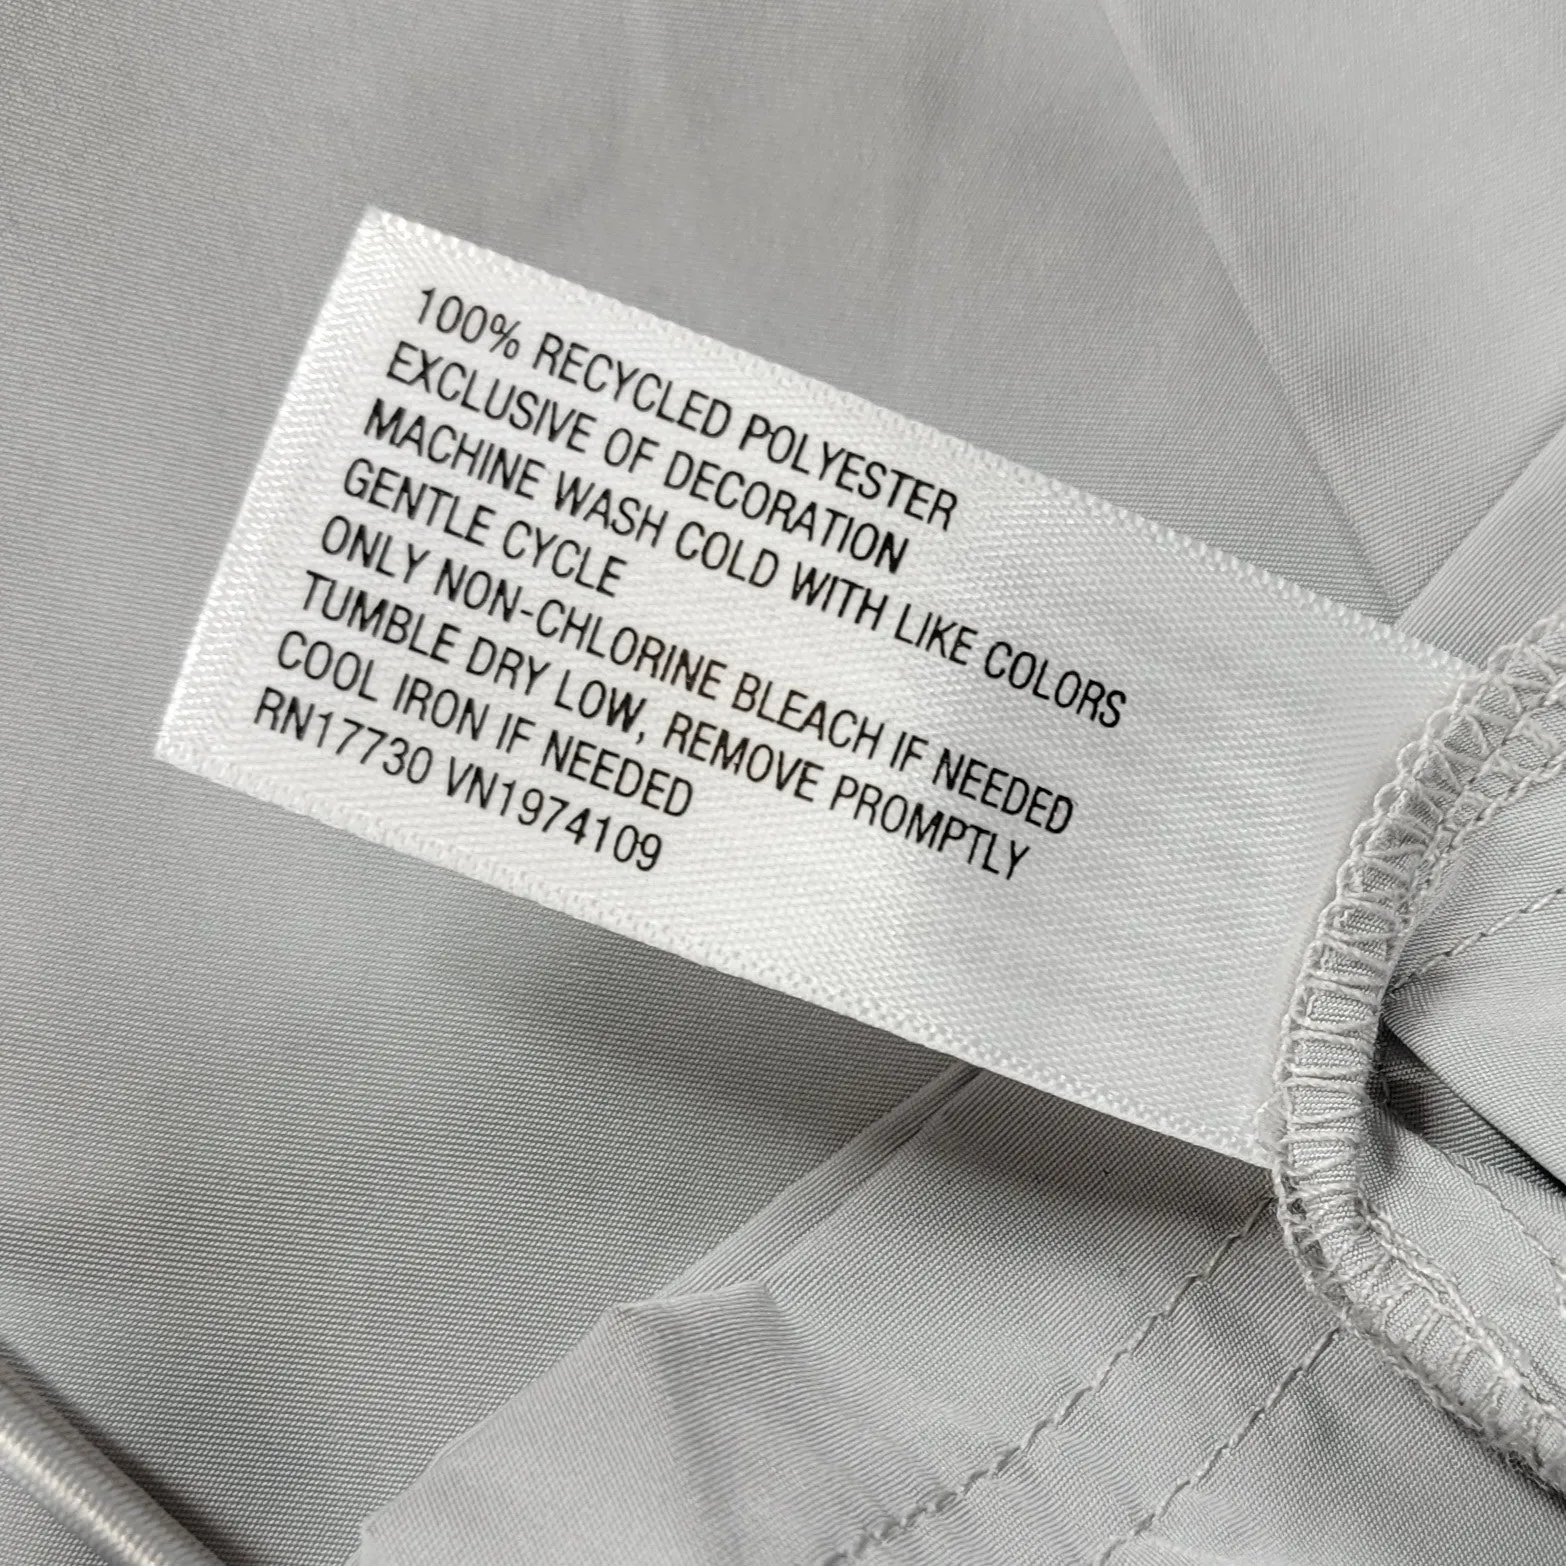 100% RECYCLED POLYESTER
EXCLUSIVE OF DECORATION
MACHINE WASH COLD WITH LIKE COLORS
GENTLE CYCLE
ONLY NON-CHLORINE BLEACH IF NEEDED
TUMBLE DRY LOW, REMOVE PROMPTLY
COOL IRON IF NEEDED
RN17730 VN1974109